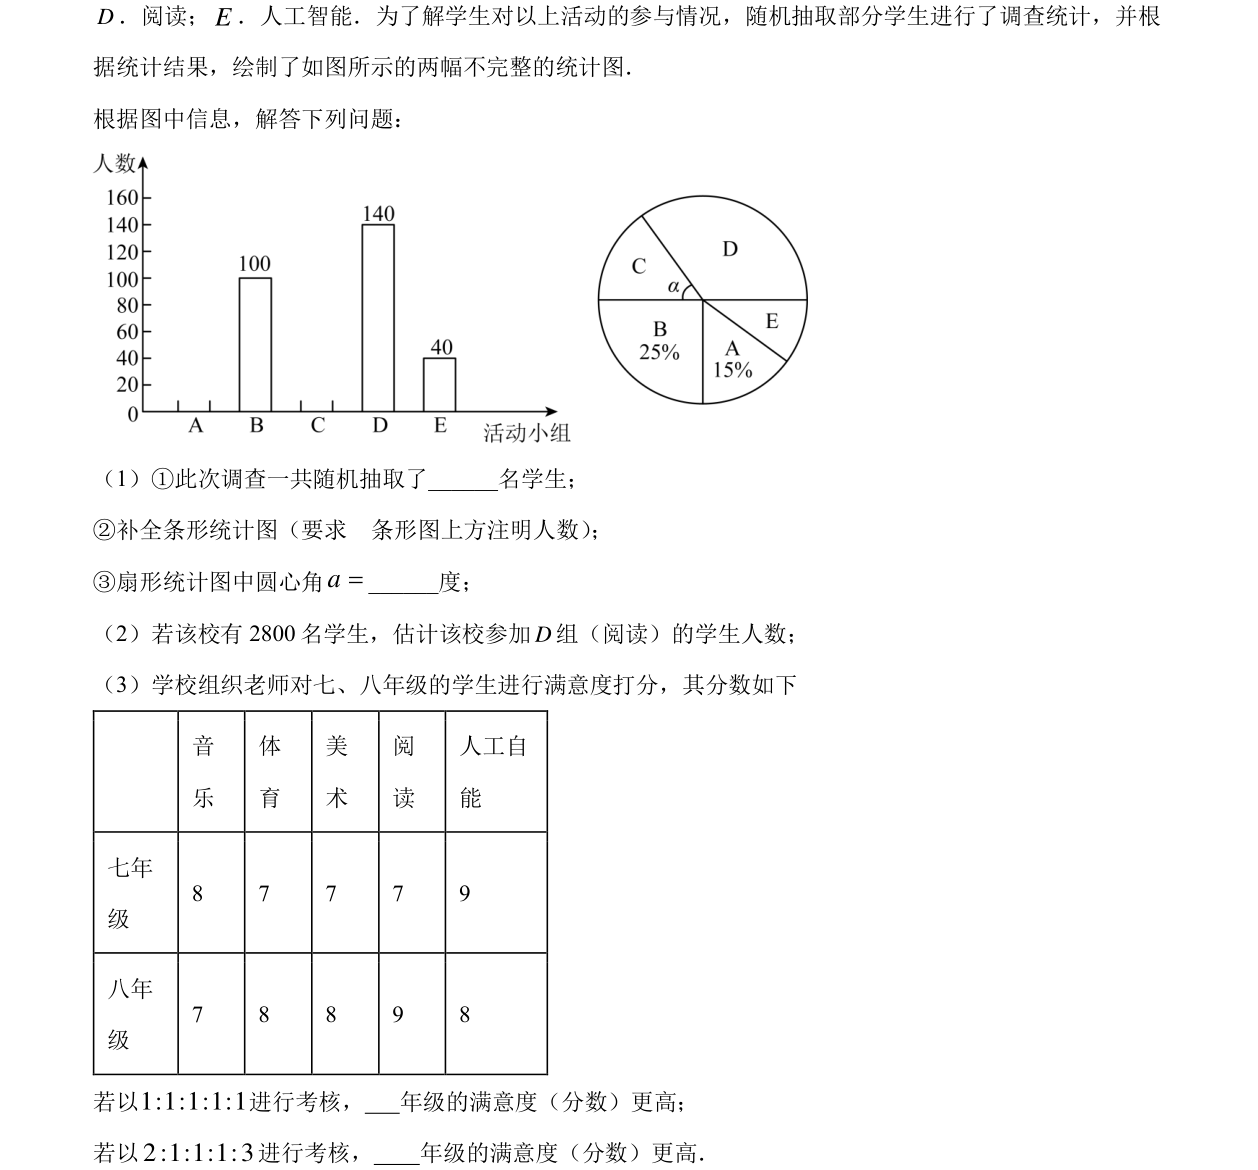 D．阅读；E．人工智能．为了解学生对以上活动的参与情况，随机抽取部分学生进行了调查统计，并根
据统计结果，绘制了如图所示的两幅不完整的统计图．
根据图中信息，解答下列问题：
人数
160
140
120
100
80
60
40
20
0
100
140
40
A B C D E
活动小组
D
C
α
E
B
25%
A
15%
（1）①此次调查一共随机抽取了______名学生；
②补全条形统计图（要求 条形图上方注明人数）；
③扇形统计图中圆心角a=______度；
（2）若该校有2800名学生，估计该校参加D组（阅读）的学生人数；
（3）学校组织老师对七、八年级的学生进行满意度打分，其分数如下
音乐 体育 美术 阅读 人工自能
七年级 8 7 7 7 9
八年级 7 8 8 9 8
若以1:1:1:1:1进行考核，___年级的满意度（分数）更高；
若以2:1:1:1:3进行考核，____年级的满意度（分数）更高．